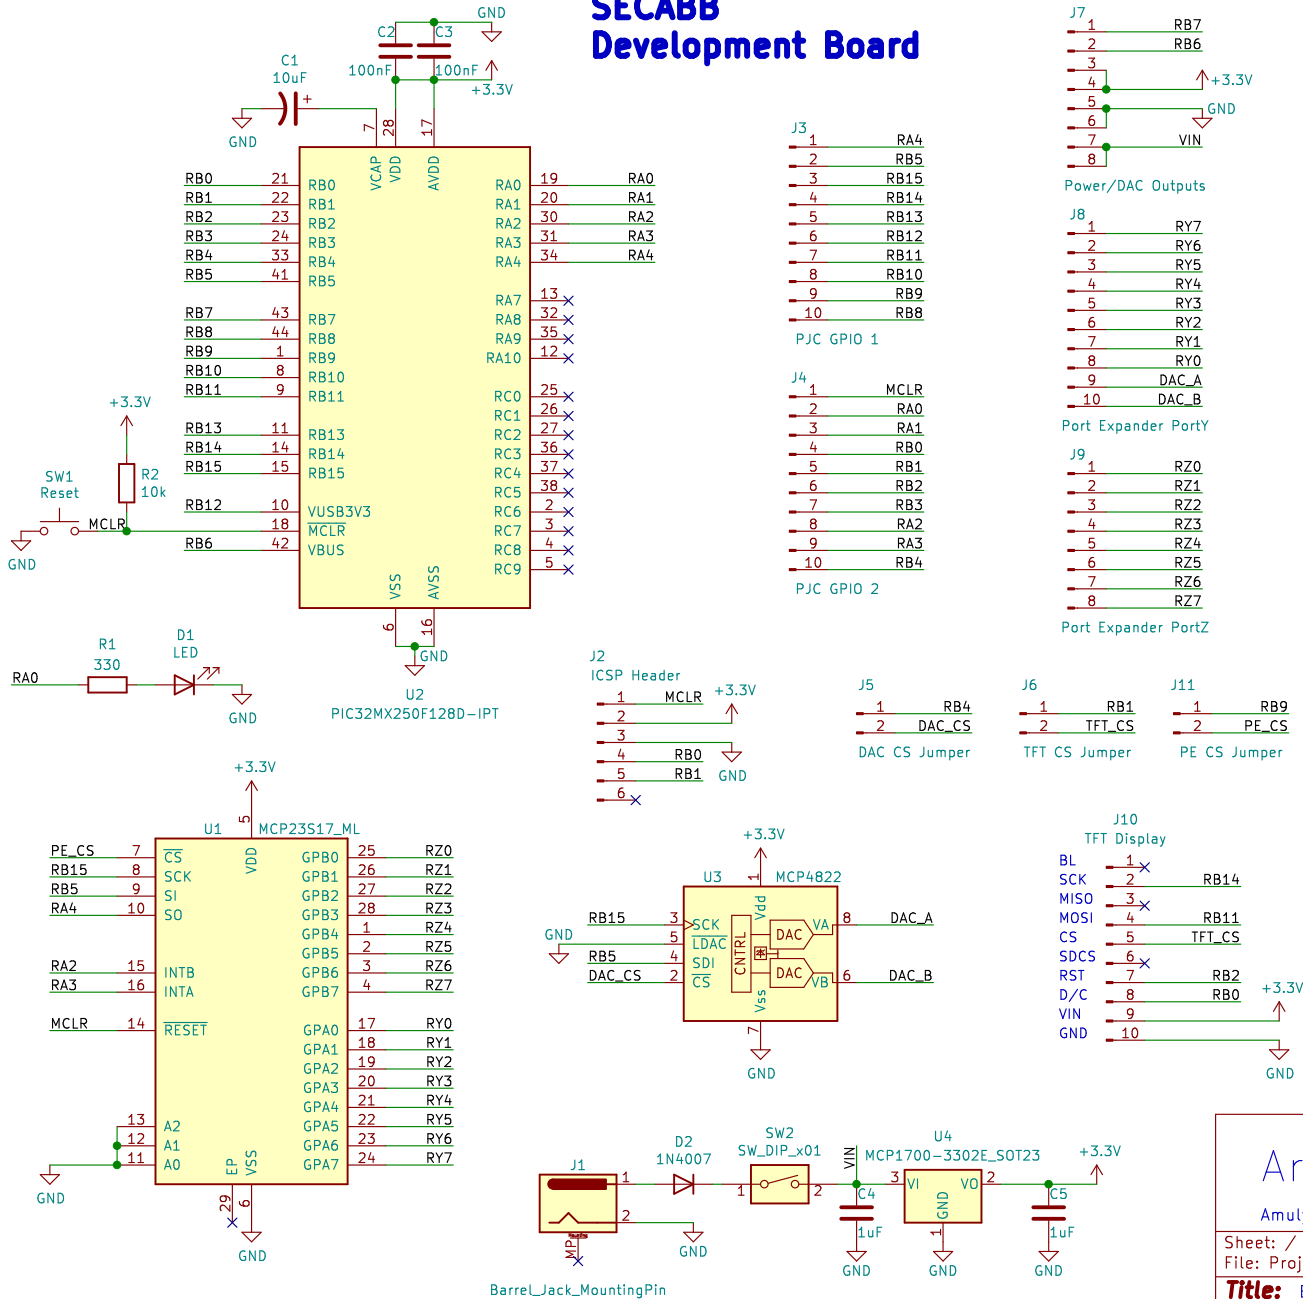 SECABB
Development Board
GND
C2
C3
100nF
100nF
+3.3V
C1
10uF
+
GND
7
28
17
VCAP
VDD
AVDD
RB0 21 RB0
RB1 22 RB1
RB2 23 RB2
RB3 24 RB3
RB4 33 RB4
RB5 41 RB5
RB7 43 RB7
RB8 44 RB8
RB9 1 RB9
RB10 8 RB10
RB11 9 RB11
RB13 11 RB13
RB14 14 RB14
RB15 15 RB15
RB12 10 VUSB3V3
MCLR 18 MCLR
RB6 42 VBUS
RA0 19 RA0
RA1 20 RA1
RA2 30 RA2
RA3 31 RA3
RA4 34 RA4
RA7 13
RA8 32
RA9 35
RA10 12
RC0 25
RC1 26
RC2 27
RC3 36
RC4 37
RC5 38
RC6 2
RC7 3
RC8 4
RC9 5
VSS
AVSS
6
16
GND
U2
PIC32MX250F128D-IPT
+3.3V
R2
10k
SW1
Reset
GND
R1
330
D1
LED
RA0
GND
J3
1 RA4
2 RB5
3 RB15
4 RB14
5 RB13
6 RB12
7 RB11
8 RB10
9 RB9
10 RB8
PJC GPIO 1
J4
1 MCLR
2 RA0
3 RA1
4 RB0
5 RB1
6 RB2
7 RB3
8 RA2
9 RA3
10 RB4
PJC GPIO 2
J7
1 RB7
2 RB6
3
4 +3.3V
5 GND
6
7 VIN
8
Power/DAC Outputs
J8
1 RY7
2 RY6
3 RY5
4 RY4
5 RY3
6 RY2
7 RY1
8 RY0
9 DAC_A
10 DAC_B
Port Expander PortY
J9
1 RZ0
2 RZ1
3 RZ2
4 RZ3
5 RZ4
6 RZ5
7 RZ6
8 RZ7
Port Expander PortZ
J2
ICSP Header
1 MCLR
2 +3.3V
3
4 RB0
5 RB1
6
GND
J5
1 RB4
2 DAC_CS
DAC CS Jumper
J6
1 RB1
2 TFT_CS
TFT CS Jumper
J11
1 RB9
2 PE_CS
PE CS Jumper
+3.3V
5
U1 MCP23S17_ML
VDD
PE_CS 7 CS
RB15 8 SCK
RB5 9 SI
RA4 10 SO
RA2 15 INTB
RA3 16 INTA
MCLR 14 RESET
13 A2
12 A1
11 A0
GND
GPB0 25 RZ0
GPB1 26 RZ1
GPB2 27 RZ2
GPB3 28 RZ3
GPB4 1 RZ4
GPB5 2 RZ5
GPB6 3 RZ6
GPB7 4 RZ7
GPA0 17 RY0
GPA1 18 RY1
GPA2 19 RY2
GPA3 20 RY3
GPA4 21 RY4
GPA5 22 RY5
GPA6 23 RY6
GPA7 24 RY7
EP
VSS
29
6
GND
+3.3V
1
U3 MCP4822
Vdd
RB15 3 SCK
GND 5 LDAC
RB5 4 SDI
DAC_CS 2 CS
CNTRL
DAC
DAC
VA 8 DAC_A
VB 6 DAC_B
Vss
7
GND
J10
TFT Display
BL 1
SCK 2 RB14
MISO 3
MOSI 4 RB11
CS 5 TFT_CS
SDCS 6
RST 7 RB2
D/C 8 RB0
VIN 9 +3.3V
GND 10
GND
J1
1
2
MP
Barrel_Jack_MountingPin
GND
D2
1N4007
SW2
SW_DIP_x01
1 2
VIN
C4
1uF
GND
U4
MCP1700-3302E_SOT23
3 VI VO 2
GND
1
GND
C5
1uF
GND
+3.3V
Sheet: /
Title: